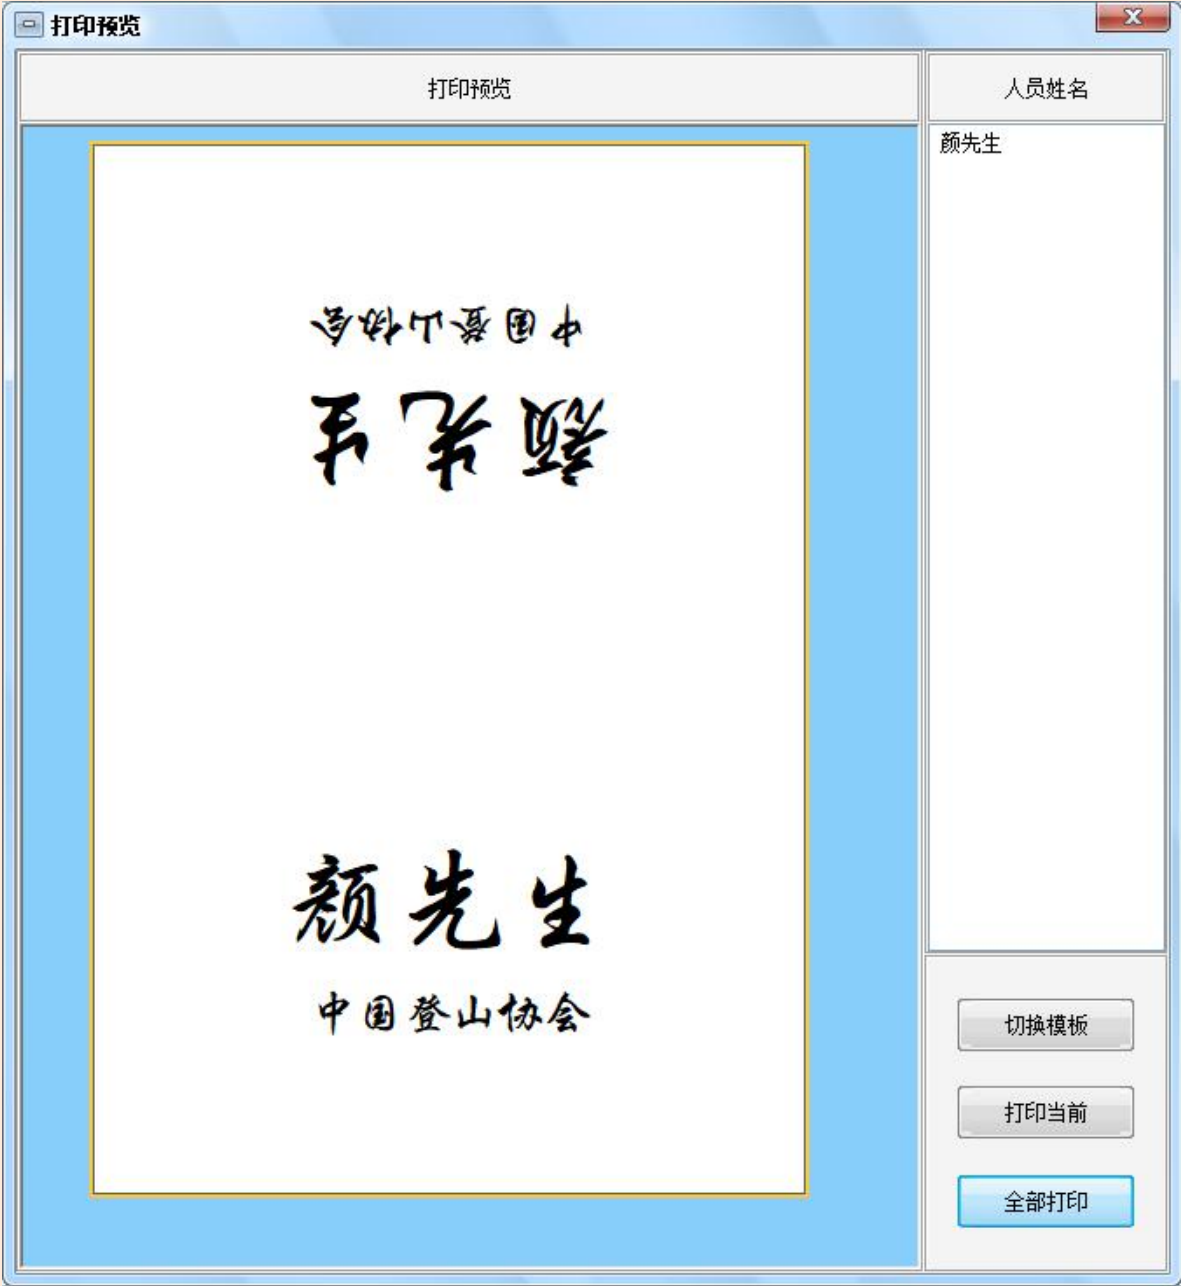 打印预览
打印预览
人员姓名
颜先生
中国登山协会
颜先生
颜先生
中国登山协会
切换模板
打印当前
全部打印